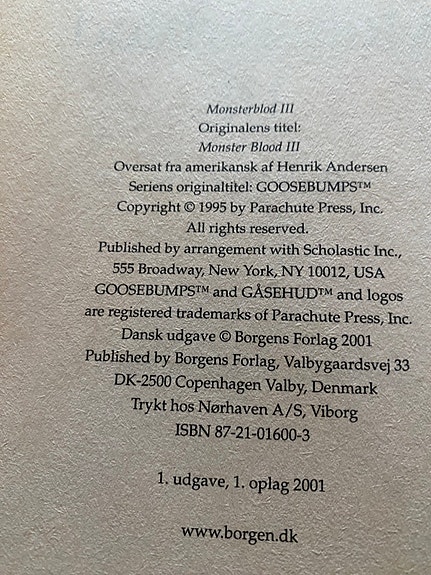 Monsterblod III
Originalens titel:
Monster Blood III
Oversat fra amerikansk af Henrik Andersen
Seriens originaltitel: GOOSEBUMPS™
Copyright © 1995 by Parachute Press, Inc.
All rights reserved.
Published by arrangement with Scholastic Inc.,
555 Broadway, New York, NY 10012, USA
GOOSEBUMPS™ and GÅSEHUD™ and logos
are registered trademarks of Parachute Press, Inc.
Dansk udgave © Borgens Forlag 2001
Published by Borgens Forlag, Valbygaardsvej 33
DK-2500 Copenhagen Valby, Denmark
Trykt hos Nørhaven A/S, Viborg
ISBN 87-21-01600-3
1. udgave, 1. oplag 2001
www.borgen.dk